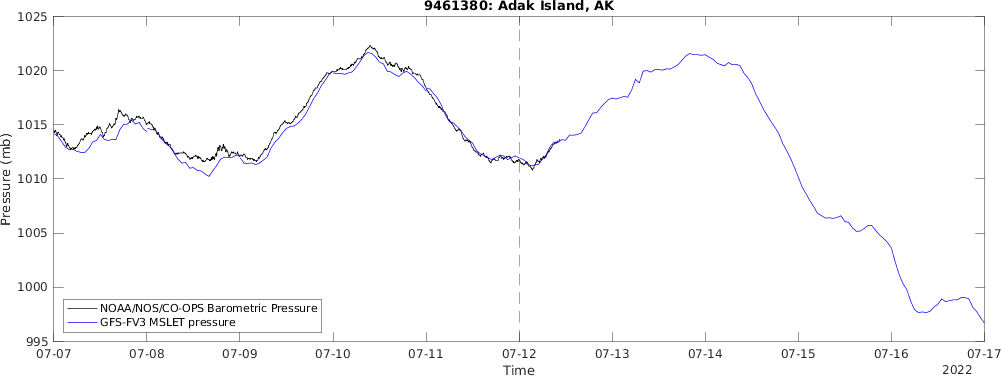 9461380: Adak Island, AK
1025
1020
1015
1010
1005
1000
995
Pressure (mb)
NOAA/NOS/CO-OPS Barometric Pressure
GFS-FV3 MSLET pressure
07-07 07-08 07-09 07-10 07-11 07-12 07-13 07-14 07-15 07-16 07-17
Time
2022